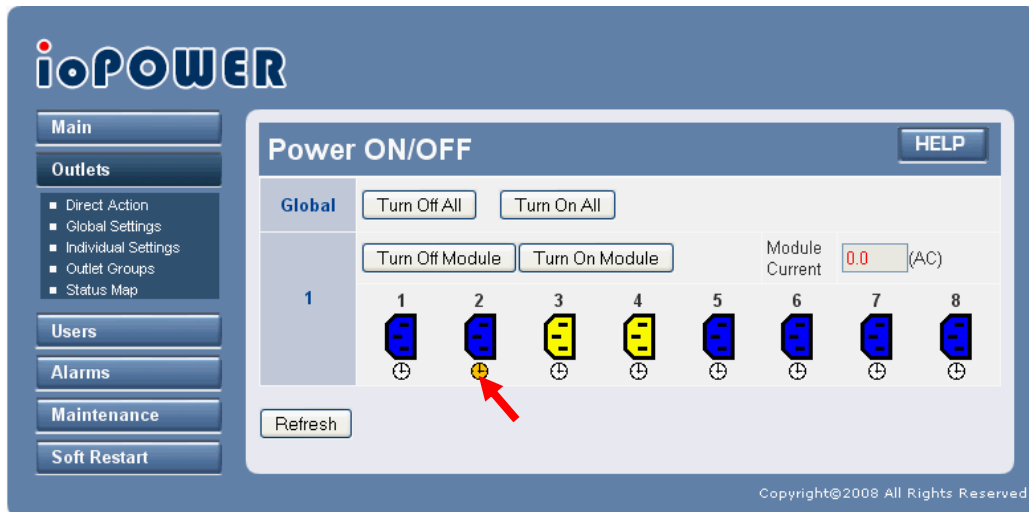 ioPOWER
Main
Outlets
Direct Action
Global Settings
Individual Settings
Outlet Groups
Status Map
Users
Alarms
Maintenance
Soft Restart
Power ON/OFF
HELP
Global
Turn Off All
Turn On All
1
Turn Off Module
Turn On Module
Module
Current
0.0
(AC)
1 2 3 4 5 6 7 8
Refresh
Copyright©2008 All Rights Reserved